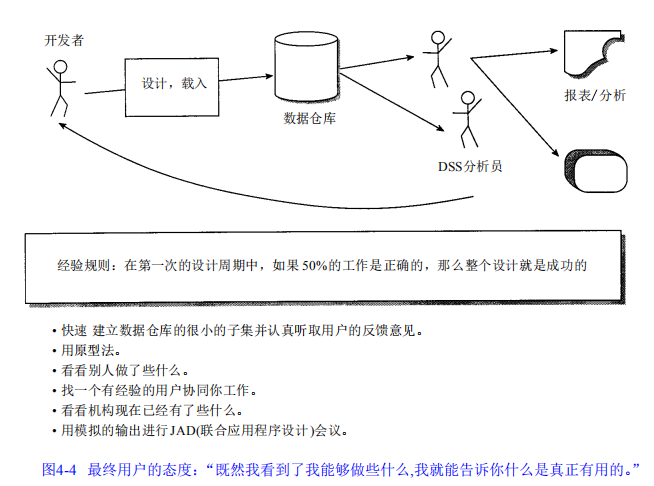 开发者
设计，载入
数据仓库
DSS分析员
报表/分析
经验规则：在第一次的设计周期中，如果50%的工作是正确的，那么整个设计就是成功的
• 快速 建立数据仓库的很小的子集并认真听取用户的反馈意见。
• 用原型法。
• 看看别人做了些什么。
• 找一个有经验的用户协同你工作。
• 看看机构现在已经有了些什么。
• 用模拟的输出进行JAD(联合应用程序设计)会议。
图4-4 最终用户的态度：“既然我看到了我能够做些什么,我就能告诉你什么是真正有用的。”